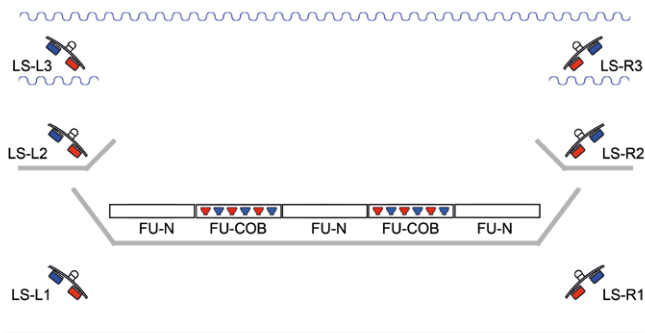 LS-L3
LS-R3
LS-L2
LS-R2
FU-N
FU-COB
FU-N
FU-COB
FU-N
LS-L1
LS-R1